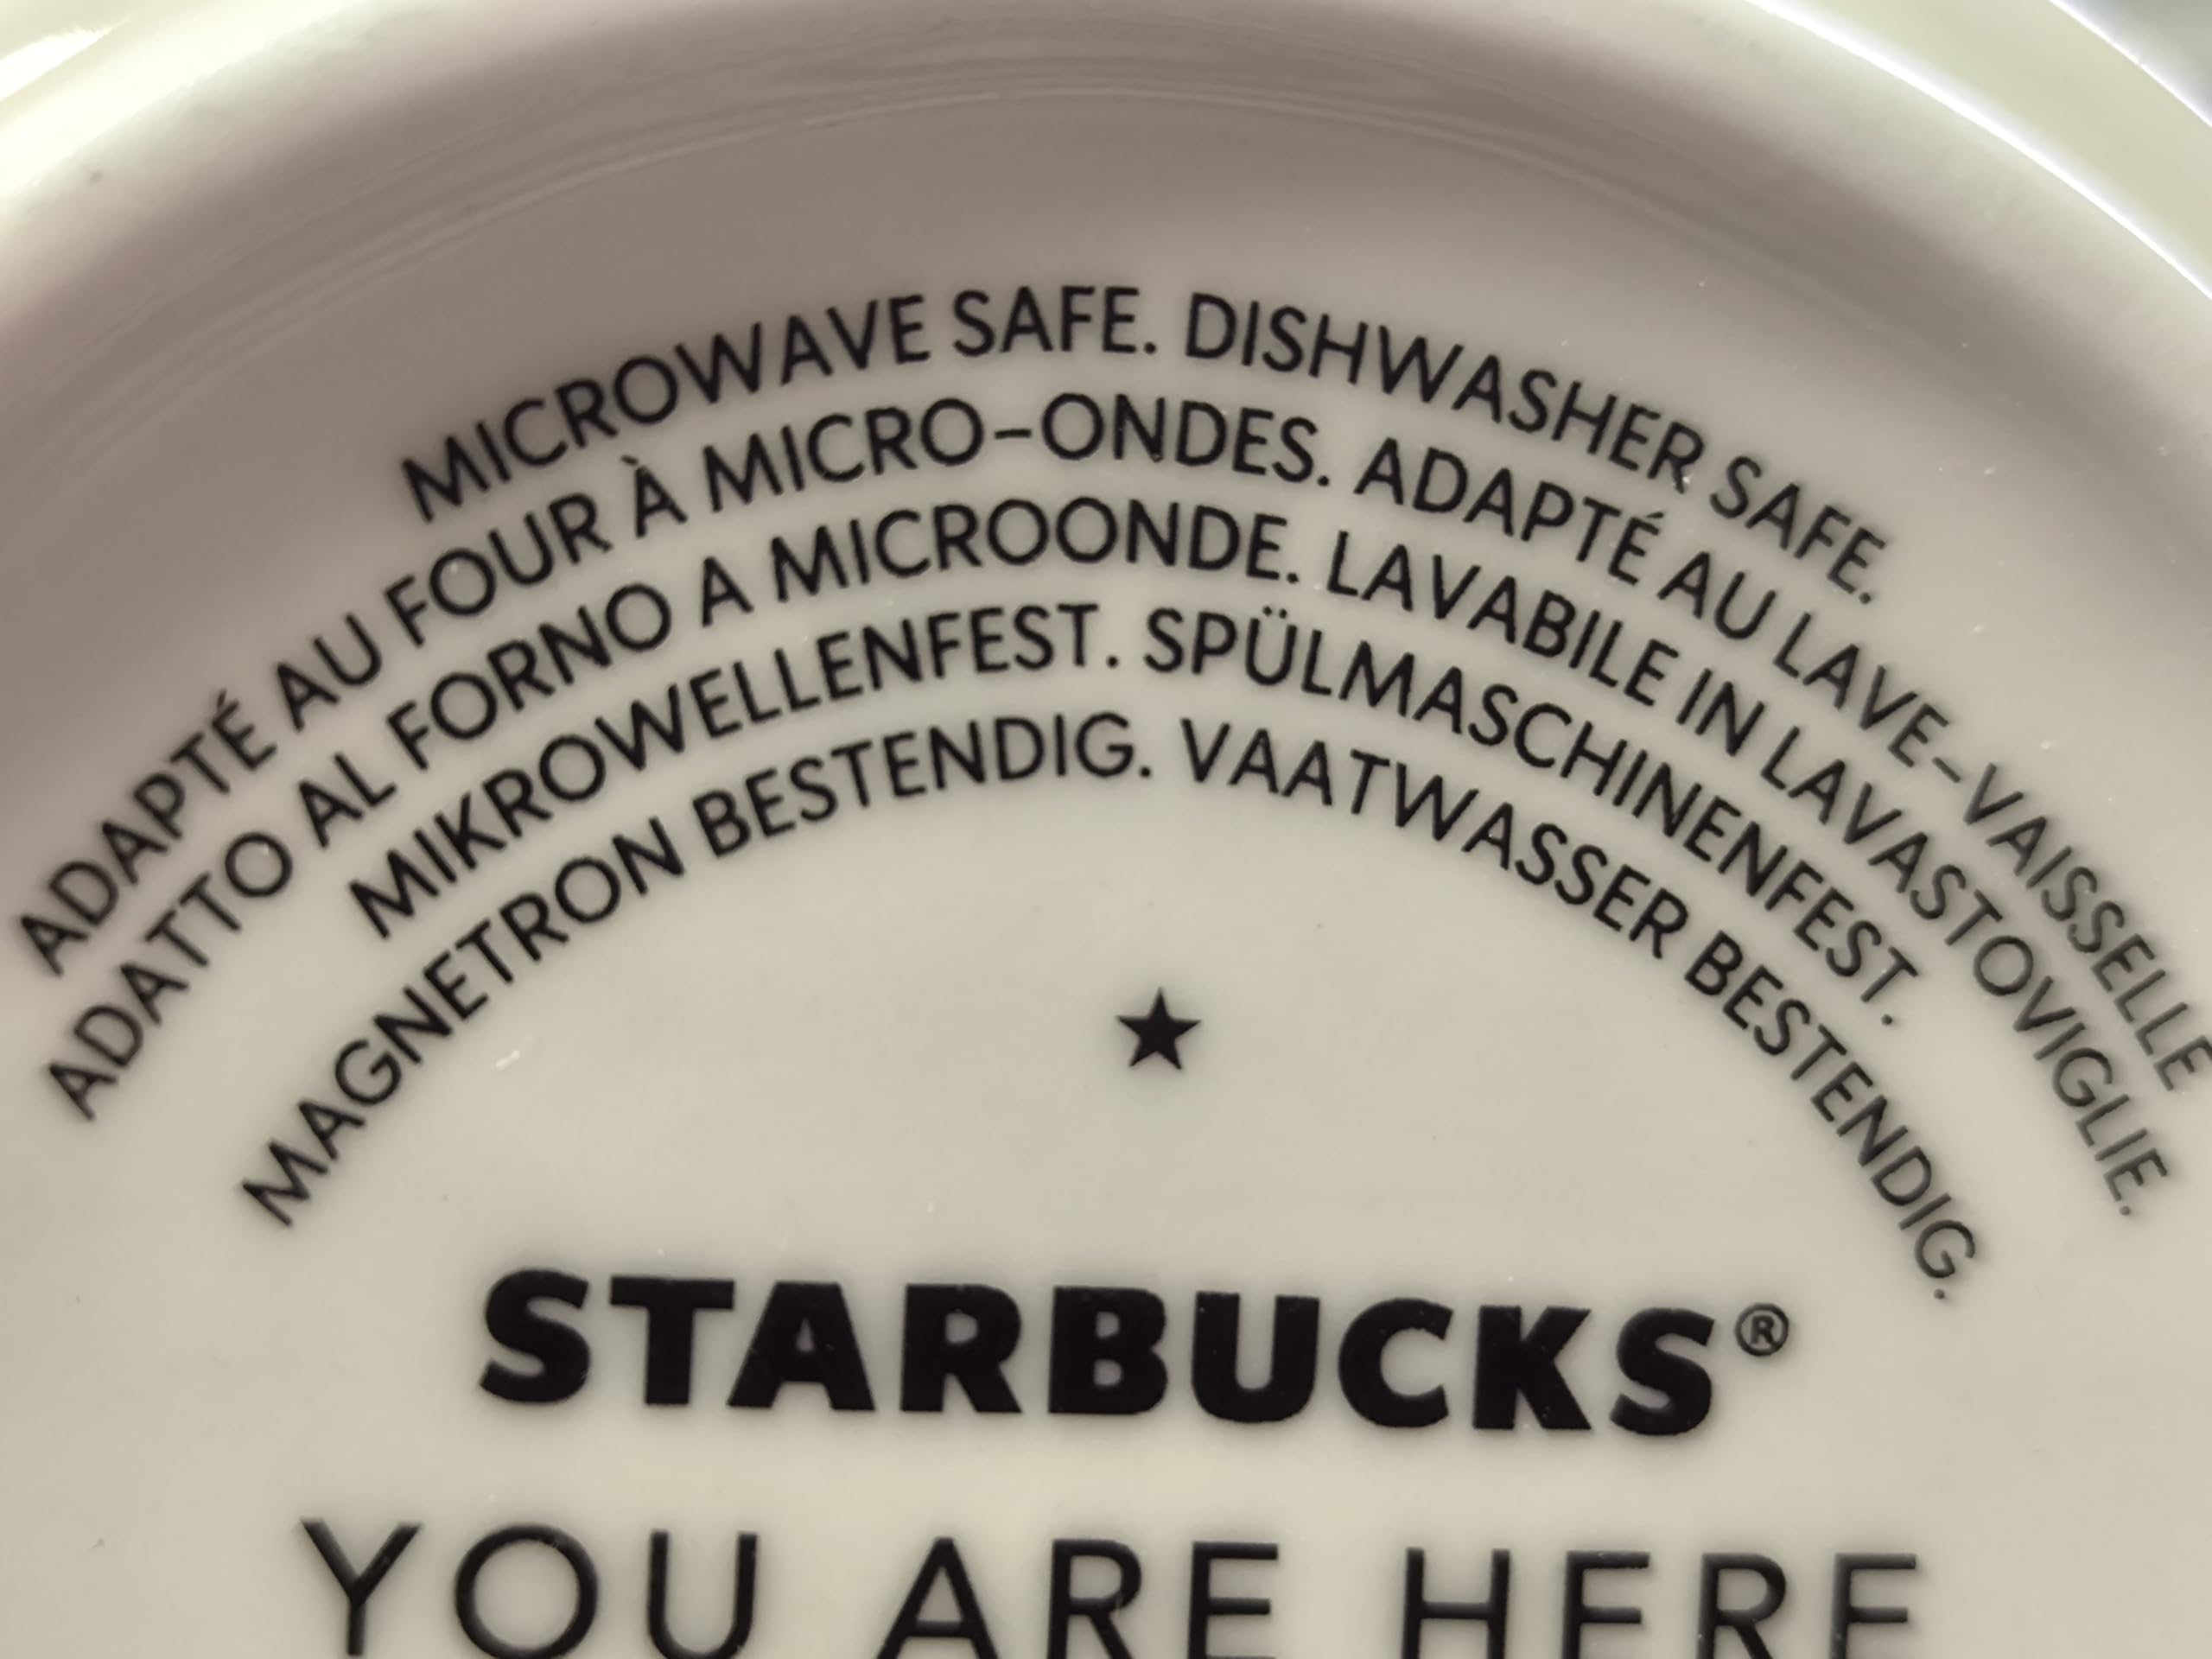 MICROWAVE SAFE. DISHWASHER SAFE.
ADAPTÉ AU FOUR À MICRO-ONDES. ADAPTÉ AU LAVE-VAISSELLE
ADATTO AL FORNO A MICROONDE. LAVABILE IN LAVASTOVIGLIE.
MIKROWELLENFEST. SPÜLMASCHINENFEST.
MAGNETRON BESTENDIG. VAATWASSER BESTENDIG.
STARBUCKS®
YOU ARE HERE